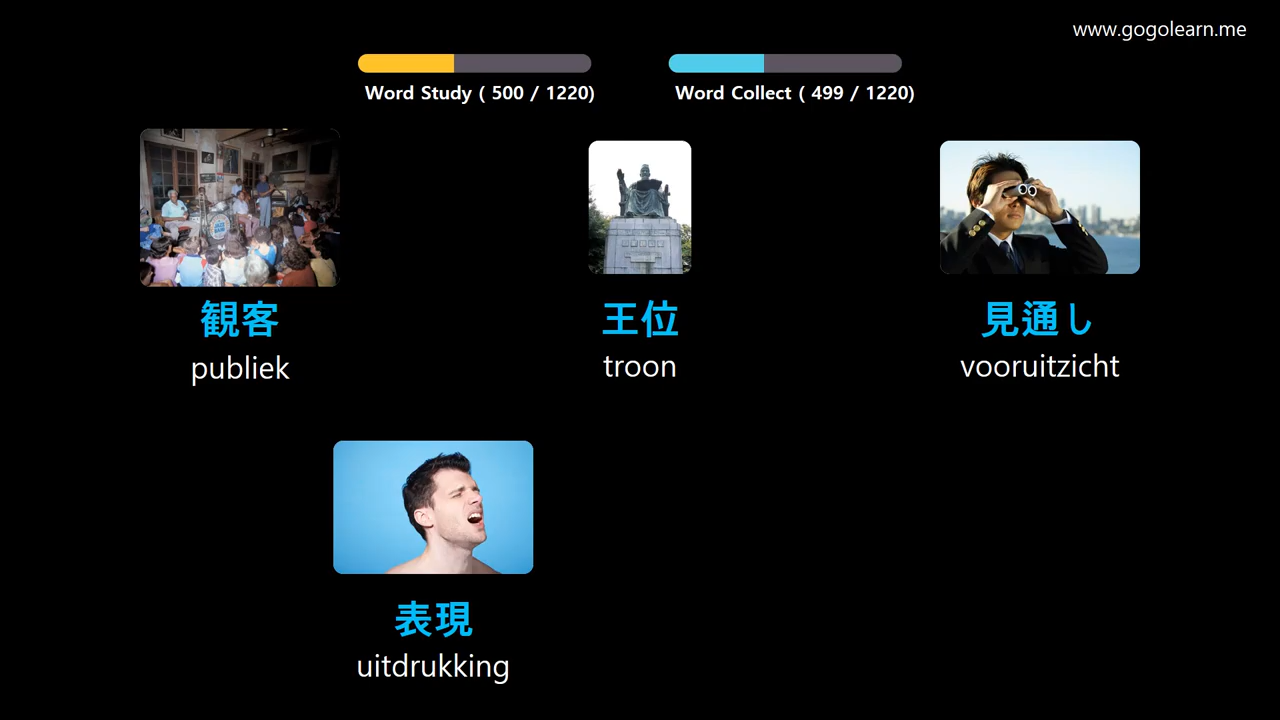 www.gogolearn.me
Word Study ( 500 / 1220)
Word Collect ( 499 / 1220)
観客
publiek
王位
troon
見通し
vooruitzicht
表現
uitdrukking